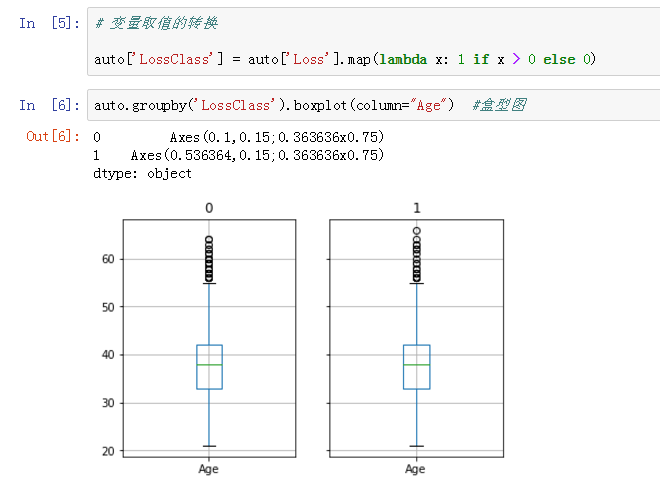 In [5]: # 变量取值的转换
auto['LossClass'] = auto['Loss'].map(lambda x: 1 if x > 0 else 0)
In [6]: auto.groupby('LossClass').boxplot(column="Age") #盒型图
Out[6]: 0 Axes(0.1,0.15;0.363636x0.75)
1 Axes(0.536364,0.15;0.363636x0.75)
dtype: object
0 1
60
50
40
30
20
Age Age